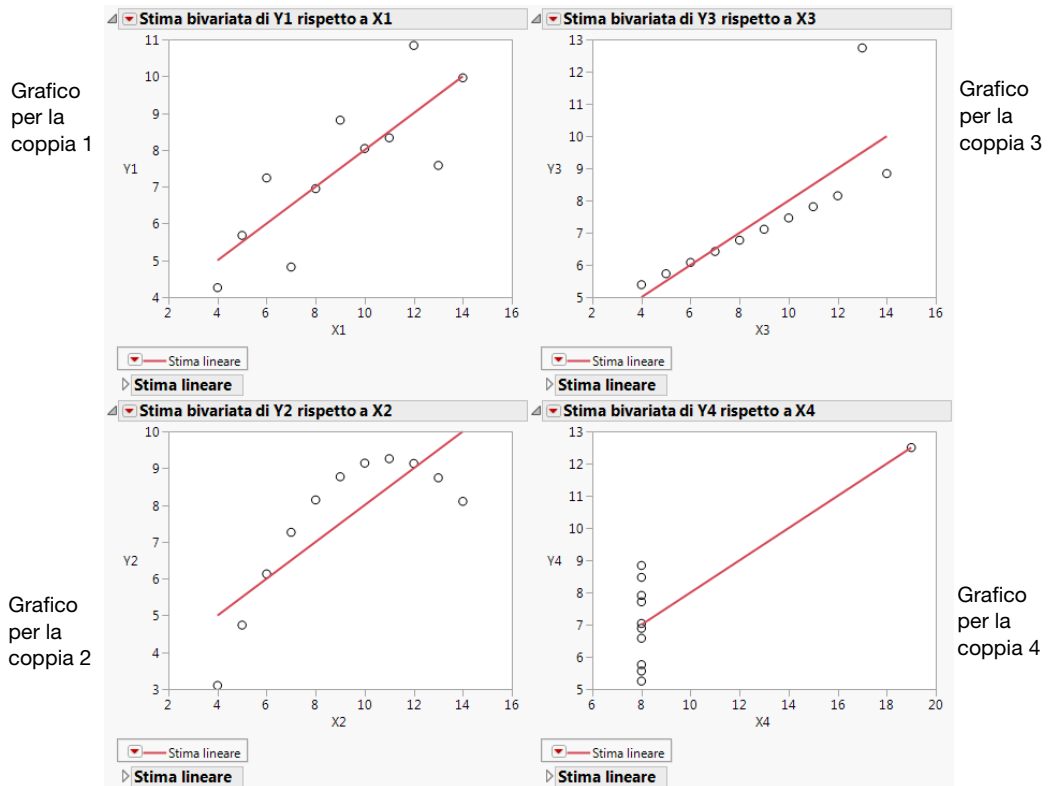 Grafico
per la
coppia 1
Stima bivariata di Y1 rispetto a X1
11
10
9
8
7
6
5
4
Y1
2 4 6 8 10 12 14 16
X1
Stima lineare
Stima lineare
Stima bivariata di Y3 rispetto a X3
13
12
11
10
9
8
7
6
5
Y3
2 4 6 8 10 12 14 16
X3
Stima lineare
Stima lineare
Grafico
per la
coppia 3
Grafico
per la
coppia 2
Stima bivariata di Y2 rispetto a X2
10
9
8
7
6
5
4
3
Y2
2 4 6 8 10 12 14 16
X2
Stima lineare
Stima lineare
Stima bivariata di Y4 rispetto a X4
13
12
11
10
9
8
7
6
5
Y4
6 8 10 12 14 16 18 20
X4
Stima lineare
Stima lineare
Grafico
per la
coppia 4